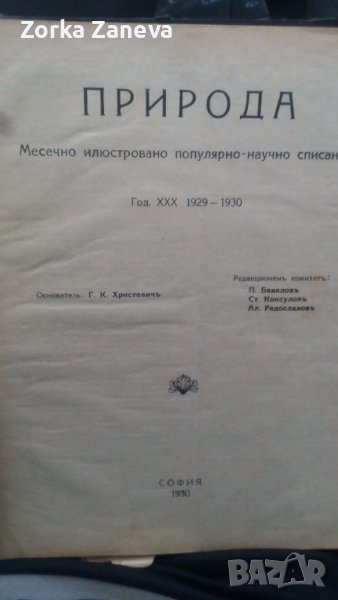 Zorka Zaneva
ПРИРОДА
Месечно илюстровано популярно-научно списан
Год. XXX 1929 — 1930
Редакционенъ комитетъ:
Основатель: Г. К. Христовичъ
П. Бакаловъ
Ст. Консуловъ
Ал. Радославовъ
СОФИЯ
1930
BAZAR